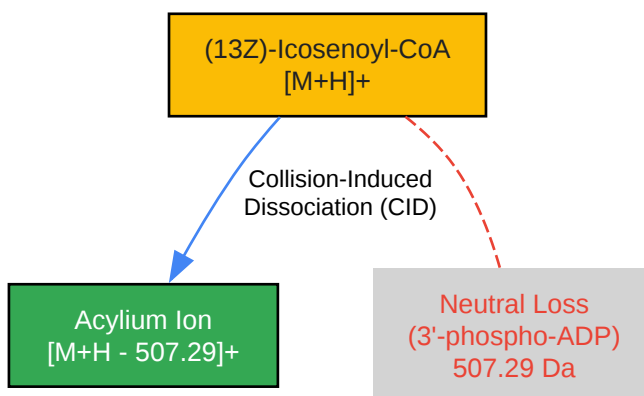 (13Z)-Icosenoyl-CoA
[M+H]+
Collision-Induced
Dissociation (CID)
Acylium Ion
[M+H - 507.29]+
Neutral Loss
(3'-phospho-ADP)
507.29 Da